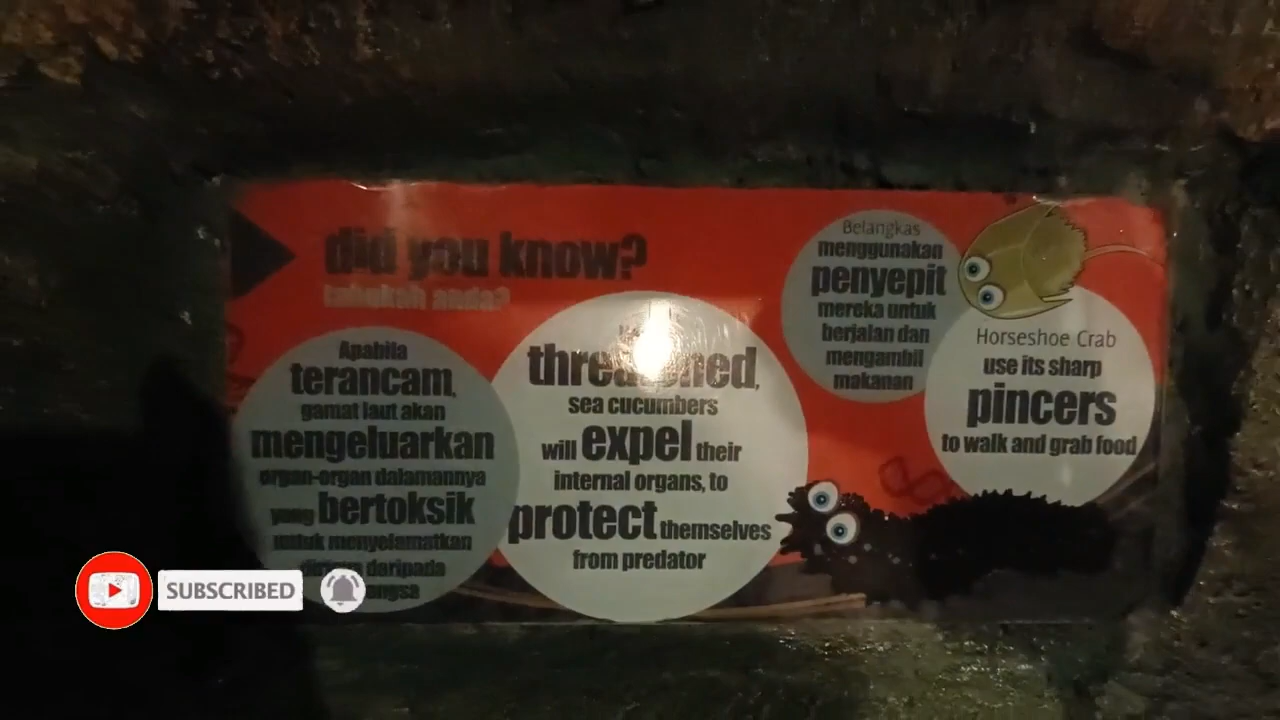 did you know?
tahukah anda?
Apabila
terancam,
gamat laut akan
mengeluarkan
organ-organ dalamannya
yang bertoksik
untuk menyelamatkan
daripada
threatened,
sea cucumbers
will expel their
internal organs, to
protect themselves
from predator
Belangkas
menggunakan
penyepit
mereka untuk
berjalan dan
mengambil
makanan
Horseshoe Crab
use its sharp
pincers
to walk and grab food
SUBSCRIBED